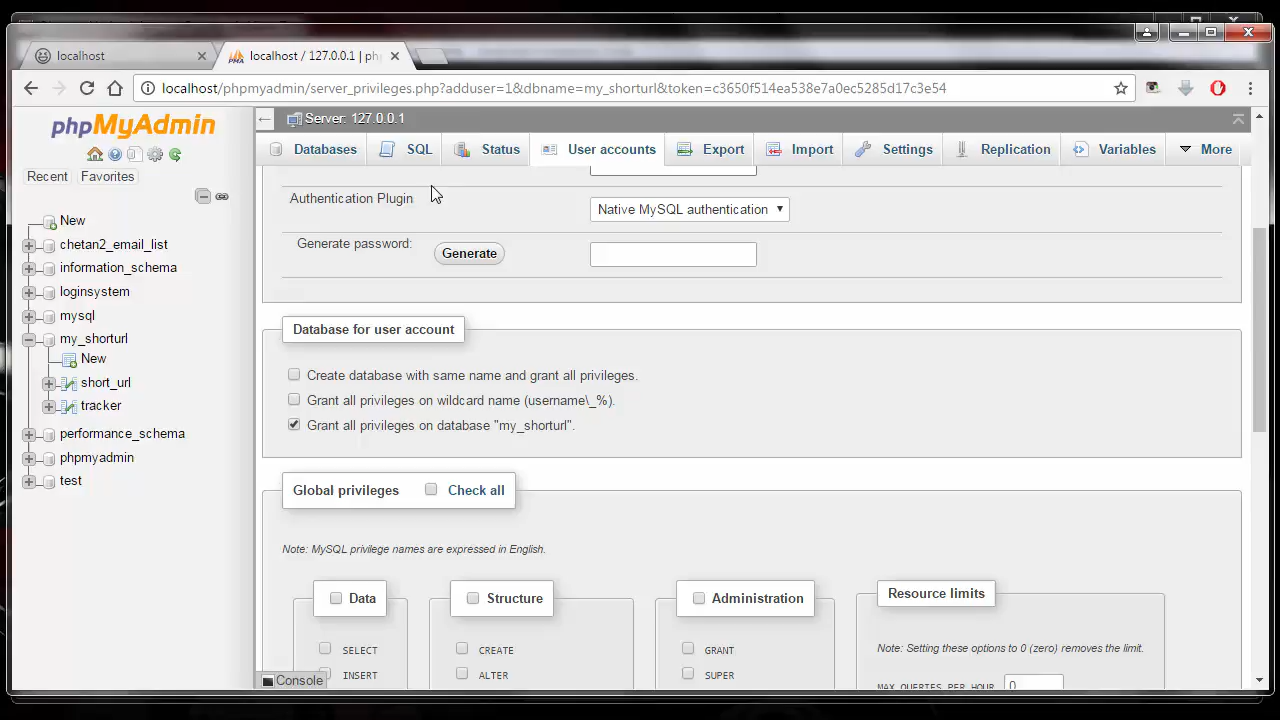 localhost
localhost / 127.0.0.1 | ph
localhost/phpmyadmin/server_privileges.php?adduser=1&dbname=my_shorturl&token=c3650f514ea538e7a0ec5285d17c3e54
phpMyAdmin
Recent
Favorites
New
chetan2_email_list
information_schema
loginsystem
mysql
my_shorturl
New
short_url
tracker
performance_schema
phpmyadmin
test
Server: 127.0.0.1
Databases
SQL
Status
User accounts
Export
Import
Settings
Replication
Variables
More
Authentication Plugin
Native MySQL authentication
Generate password:
Generate
Database for user account
Create database with same name and grant all privileges.
Grant all privileges on wildcard name (username\_%).
Grant all privileges on database "my_shorturl".
Global privileges
Check all
Note: MySQL privilege names are expressed in English.
Data
Structure
Administration
Resource limits
SELECT
CREATE
GRANT
Note: Setting these options to 0 (zero) removes the limit.
INSERT
ALTER
SUPER
MAX QUERIES PER HOUR
0
Console